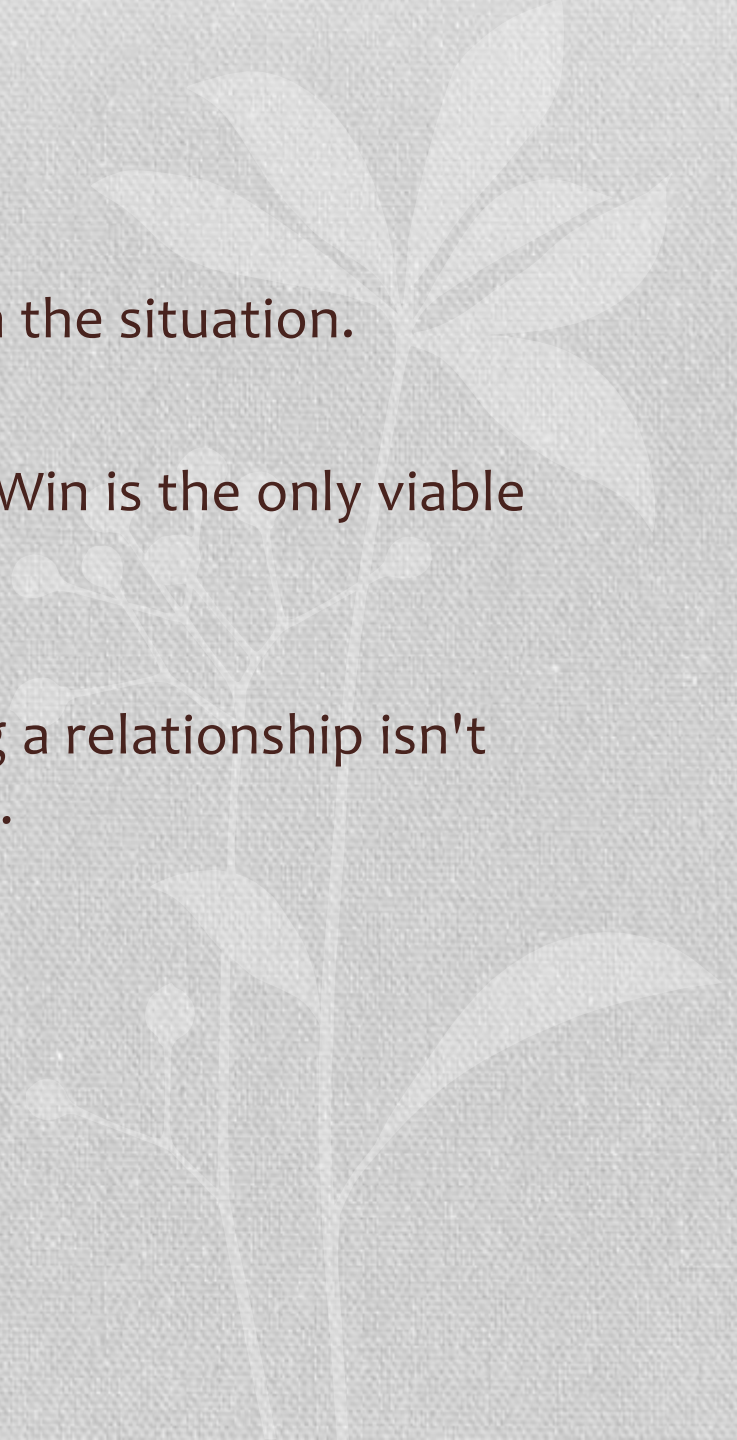 the situation.
Win is the only viable
a relationship isn't
.